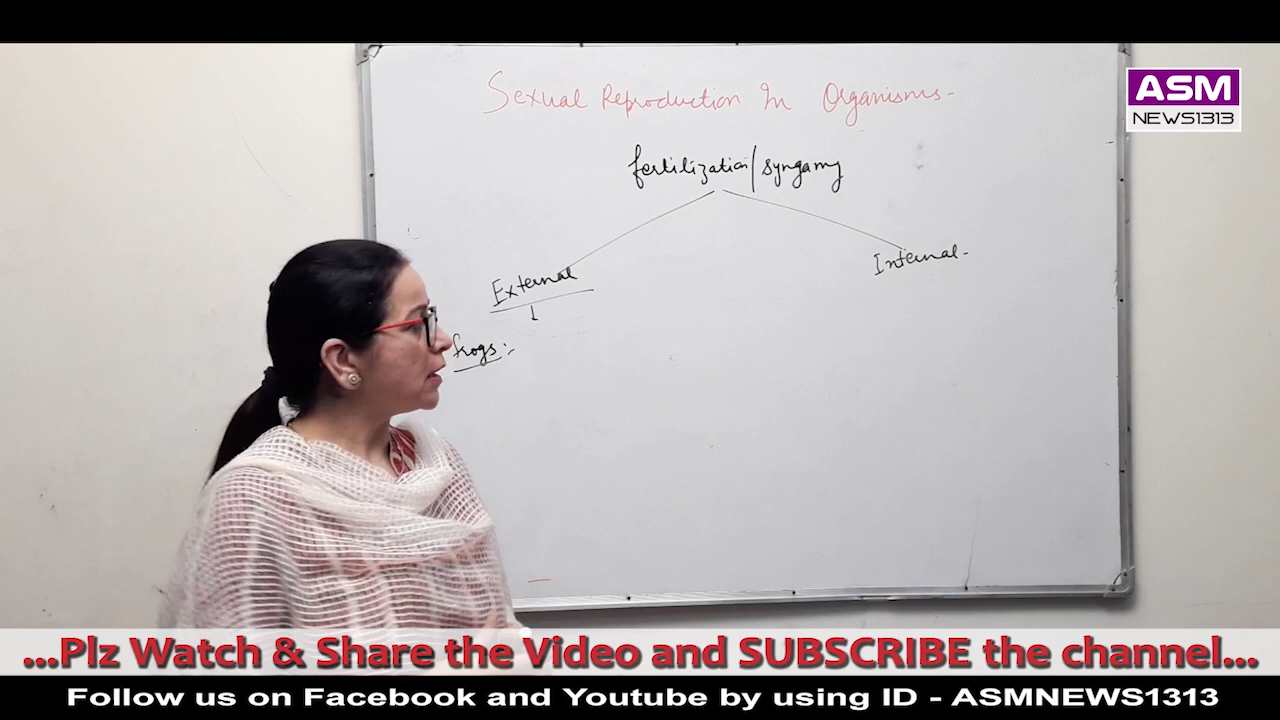 Sexual Reproduction In Organisms-
ASM
NEWS1313
fertilization/syngamy
External
Internal-
frogs:-
...Plz Watch & Share the Video and SUBSCRIBE the channel...
Follow us on Facebook and Youtube by using ID - ASMNEWS1313